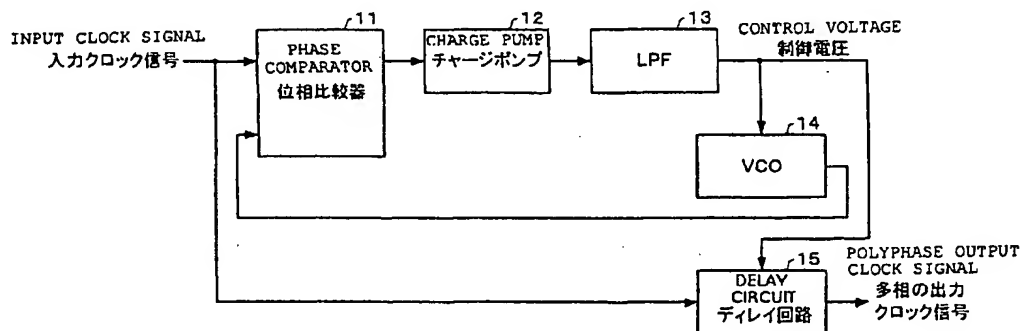 INPUT CLOCK SIGNAL
入力クロック信号
11
PHASE
COMPARATOR
位相比較器
12
CHARGE PUMP
チャージポンプ
13
LPF
CONTROL VOLTAGE
制御電圧
14
VCO
15
DELAY
CIRCUIT
ディレイ回路
POLYPHASE OUTPUT
CLOCK SIGNAL
多相の出力
クロック信号